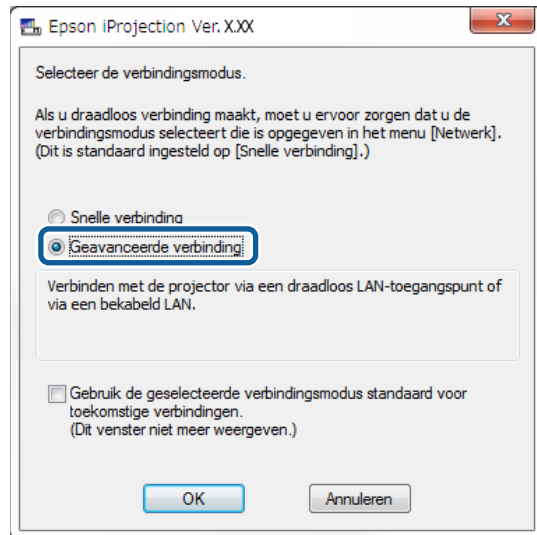 Epson iProjection Ver. X.XX
Selecteer de verbindingsmodus.
Als u draadloos verbinding maakt, moet u ervoor zorgen dat u de
verbindingsmodus selecteert die is opgegeven in het menu [Netwerk].
(Dit is standaard ingesteld op [Snelle verbinding].)
Snelle verbinding
Geavanceerde verbinding
Verbinden met de projector via een draadloos LAN-toegangspunt of
via een bekabeld LAN.
Gebruik de geselecteerde verbindingsmodus standaard voor
toekomstige verbindingen.
(Dit venster niet meer weergeven.)
OK
Annuleren